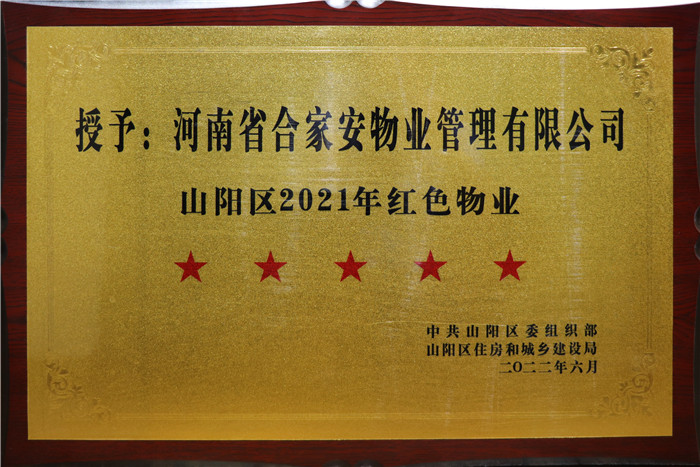 授予：河南省合家安物业管理有限公司
山阳区2021年红色物业
中共山阳区委组织部
山阳区住房和城乡建设局
二〇二二年六月